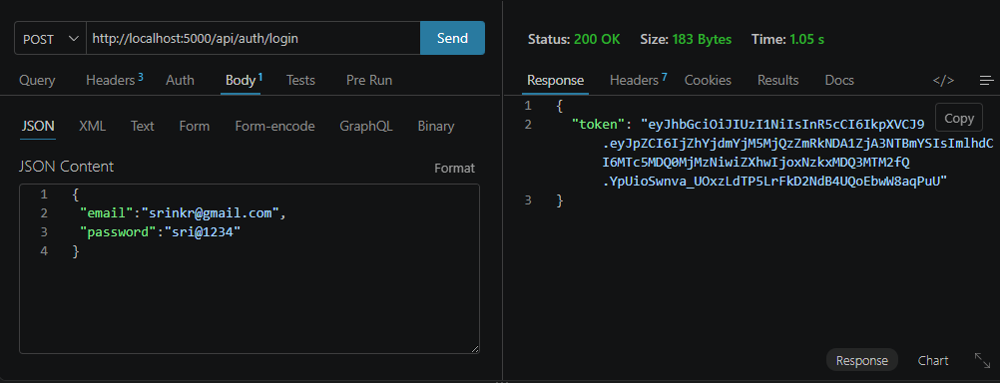 POST http://localhost:5000/api/auth/login Send
Query Headers 3 Auth Body 1 Tests Pre Run
JSON XML Text Form Form-encode GraphQL Binary
JSON Content Format
1 {
2 "email":"srinkr@gmail.com",
3 "password":"sri@1234"
4 }
Status: 200 OK Size: 183 Bytes Time: 1.05 s
Response Headers 7 Cookies Results Docs </>
1 {
Copy
2 "token": "eyJhbGciOiJIUzI1NiIsInR5cCI6IkpXVCJ9
.eyJpZCI6IjZhYjdmYjM5MjQzZmRkNDA1ZjA3NTBmYSIsImlhdC
I6MTc5MDQ0MjMzNiwiZXhwIjoxNzkxMDQ3MTM2fQ
.YpUioSwnva_UOxzLdTP5LrFkD2NdB4UQoEbwW8aqPuU"
3 }
Response Chart